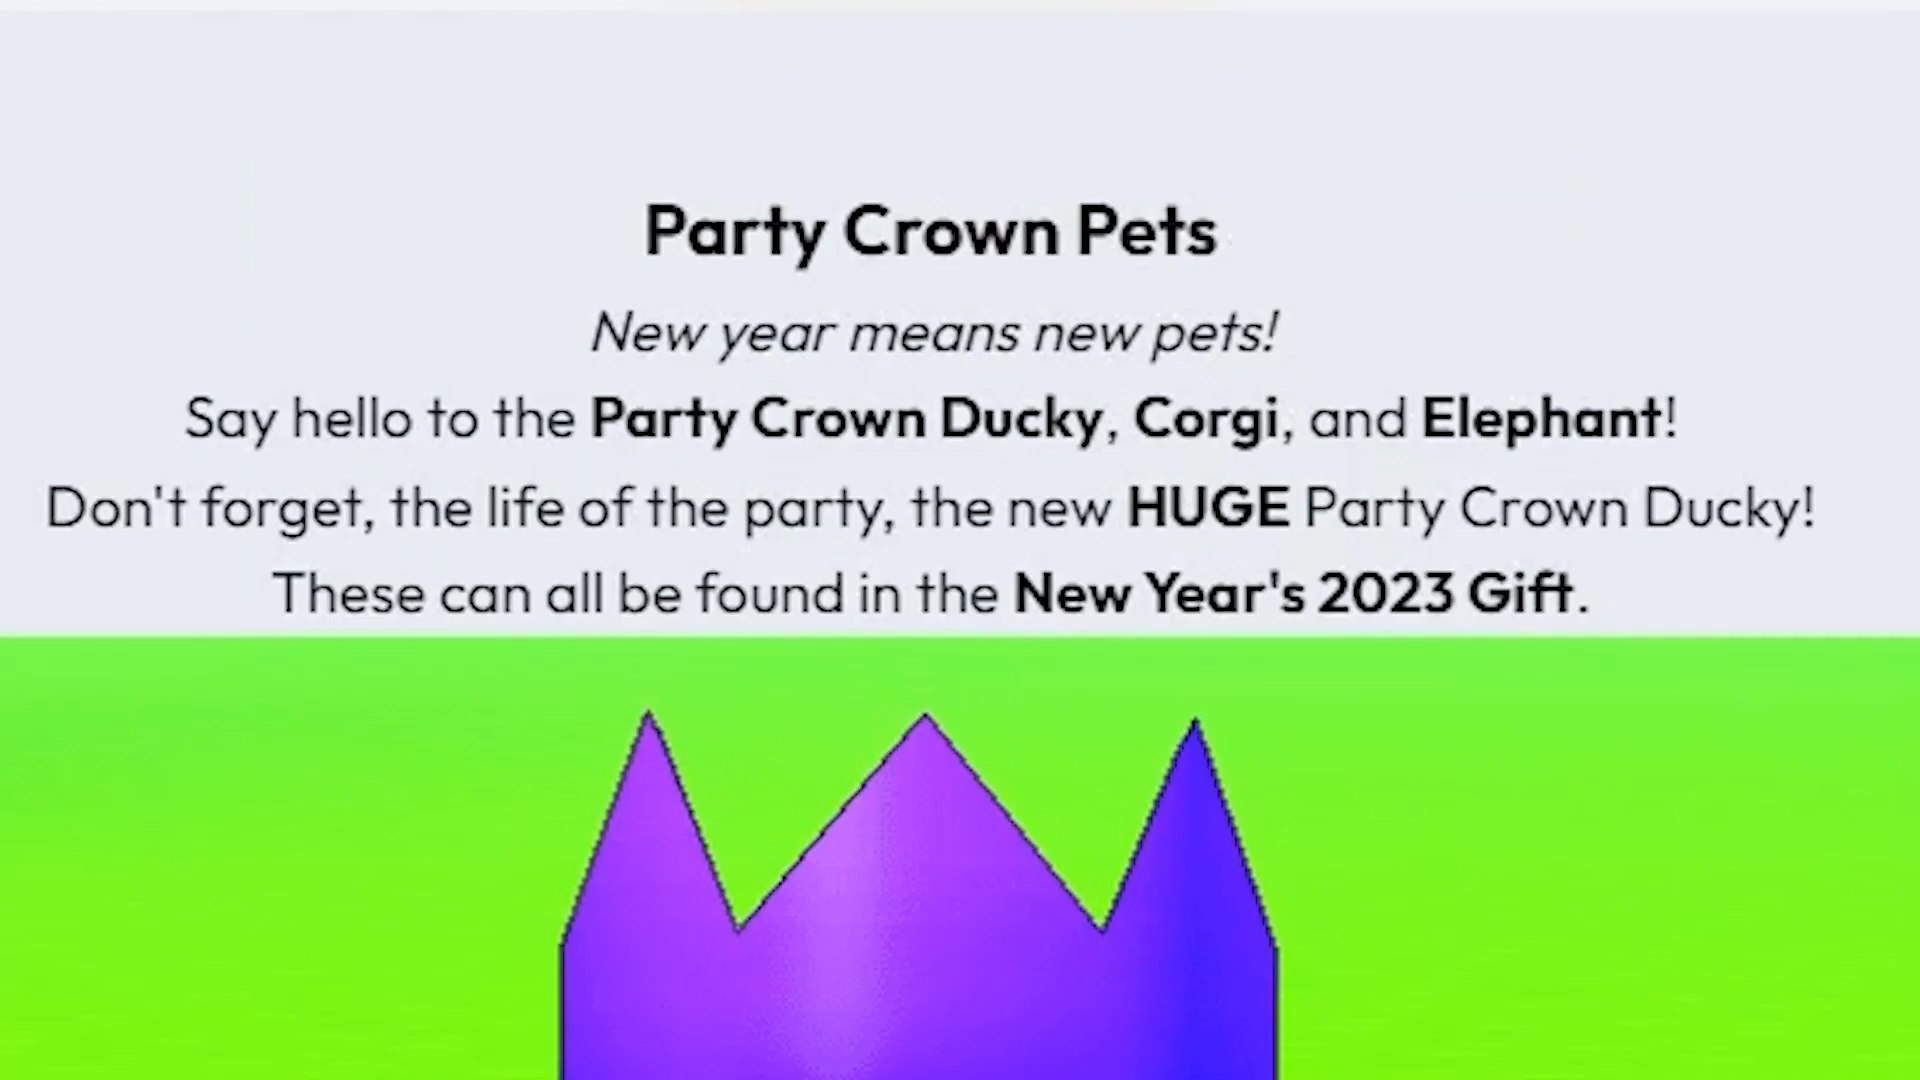 Party Crown Pets
New year means new pets!
Say hello to the Party Crown Ducky, Corgi, and Elephant!
Don't forget, the life of the party, the new HUGE Party Crown Ducky!
These can all be found in the New Year's 2023 Gift.